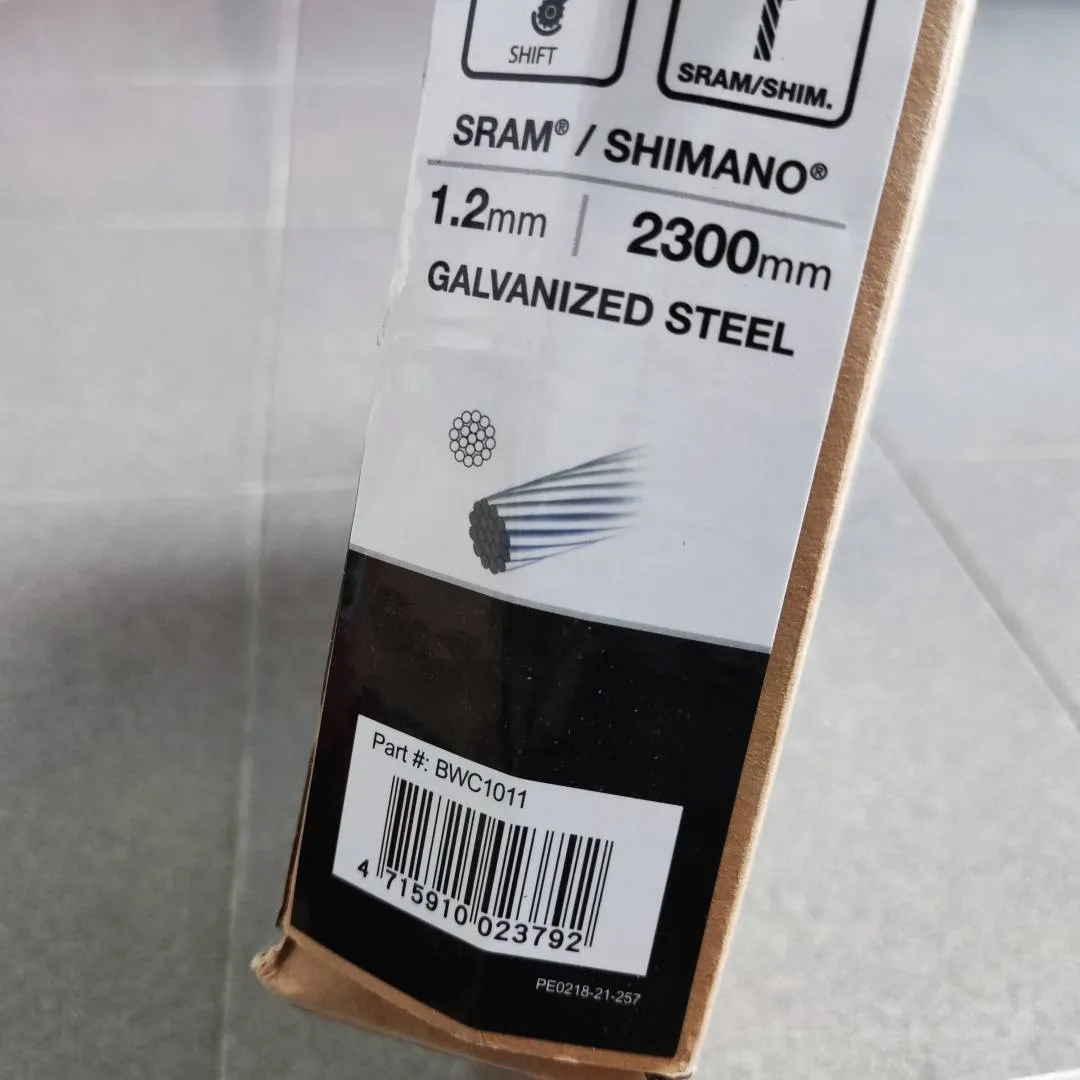 SHIFT
SRAM/SHIM.
SRAM® / SHIMANO®
1.2mm | 2300mm
GALVANIZED STEEL
Part #: BWC1011
4 715910 023792
PE0218-21-257